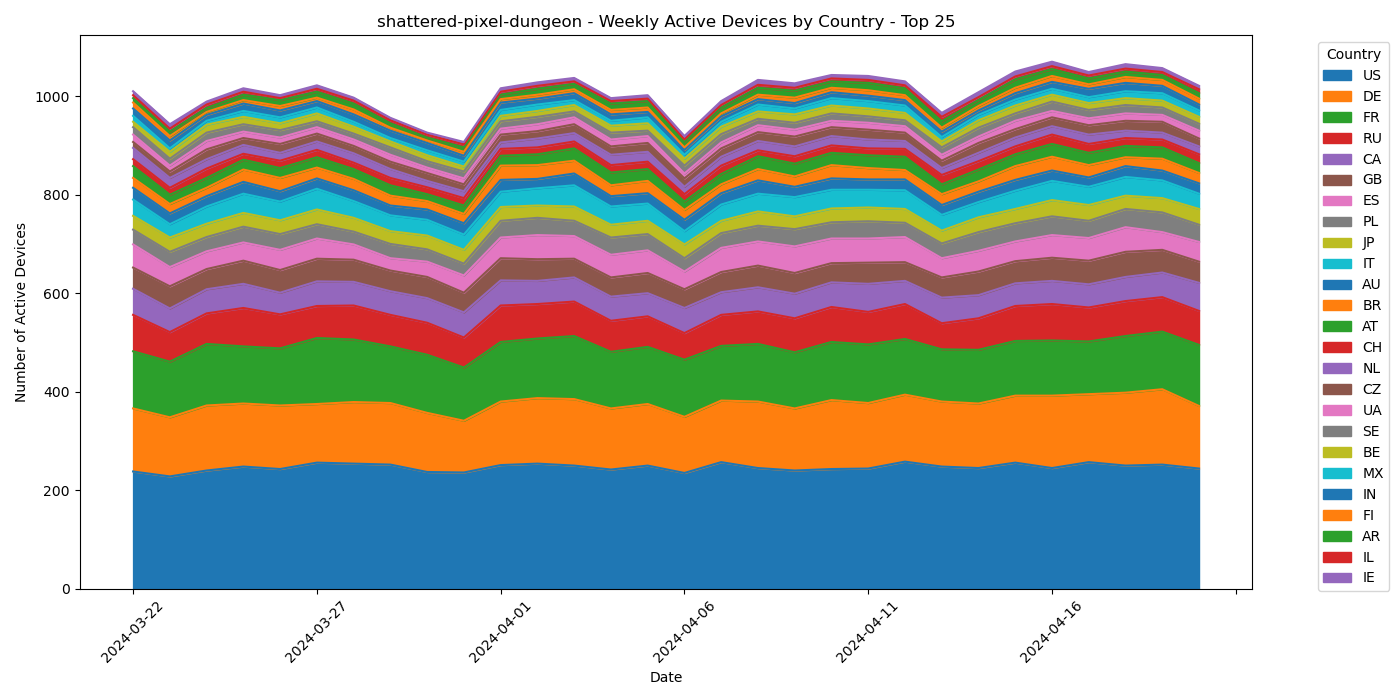 shattered-pixel-dungeon - Weekly Active Devices by Country - Top 25
Number of Active Devices
1000
800
600
400
200
0
2024-03-22
2024-03-27
2024-04-01
2024-04-06
2024-04-11
2024-04-16
Date
Country
US
DE
FR
RU
CA
GB
ES
PL
JP
IT
AU
BR
AT
CH
NL
CZ
UA
SE
BE
MX
IN
FI
AR
IL
IE